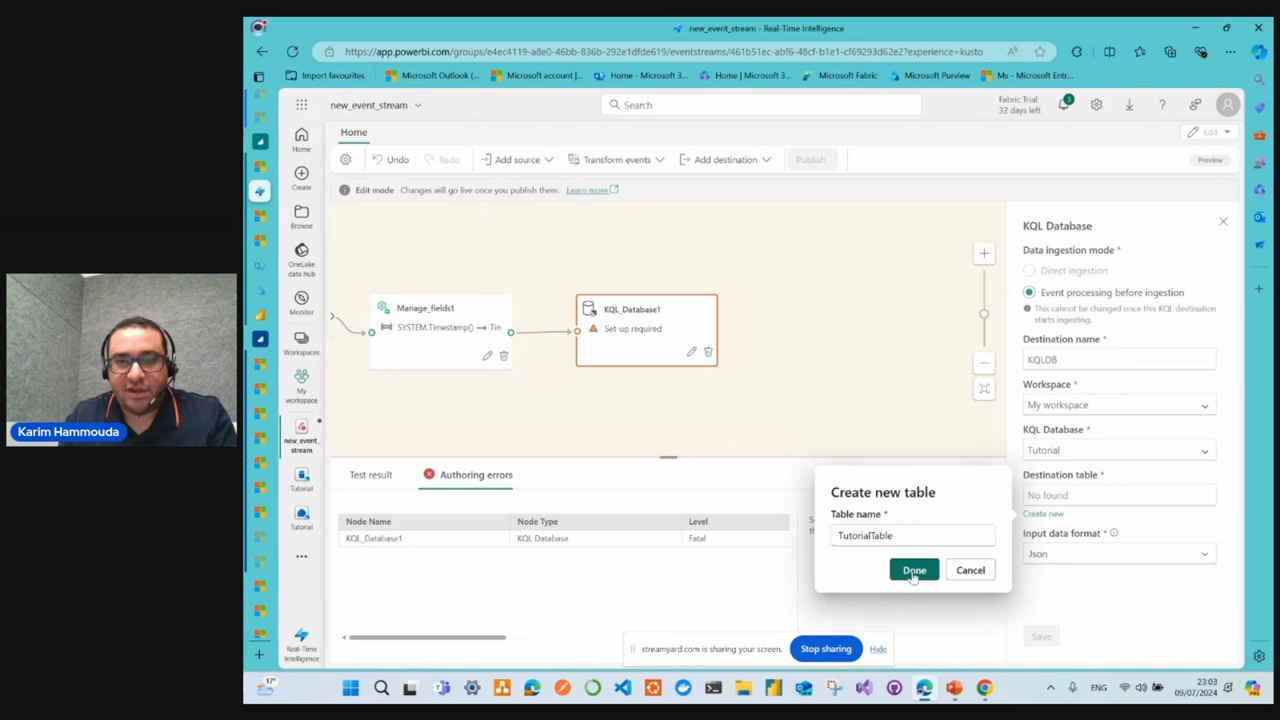 new_event_stream - Real-Time Intelligence
https://app.powerbi.com/groups/e4ec4119-a8e0-46bb-836b-292e1dfde619/eventstreams/461b51ec-abf6-48cf-b1e1-cf69293d62e2?experience=kusto
Import favourites
Microsoft Outlook (...
Microsoft account |...
Home - Microsoft 3...
Home | Microsoft 3...
Microsoft Fabric
Microsoft Purview
Ms - Microsoft Entr...
new_event_stream
Search
Fabric Trial:
32 days left
3
Home
Edit
Undo
Redo
Add source
Transform events
Add destination
Publish
Preview
Edit mode
Changes will go live once you publish them.
Learn more
Home
Create
Browse
OneLake
data hub
Monitor
Workspaces
My
workspace
new_event_
stream
Tutorial
Tutorial
Real-Time
Intelligence
Manage_fields1
SYSTEM.Timestamp() → Tin
KQL_Database1
Set-up required
KQL Database
Data ingestion mode *
Direct ingestion
Event processing before ingestion
This cannot be changed once this KQL destination
starts ingesting.
Destination name *
KQLDB
Workspace *
My workspace
KQL Database *
Tutorial
Destination table *
No found
Create new
Input data format *
Json
Save
Test result
Authoring errors
Node Name
Node Type
Level
KQL_Database1
KQL Database
Fatal
Create new table
Table name *
TutorialTable
Done
Cancel
streamyard.com is sharing your screen.
Stop sharing
Hide
Karim Hammouda
17°
ENG
23:03
09/07/2024